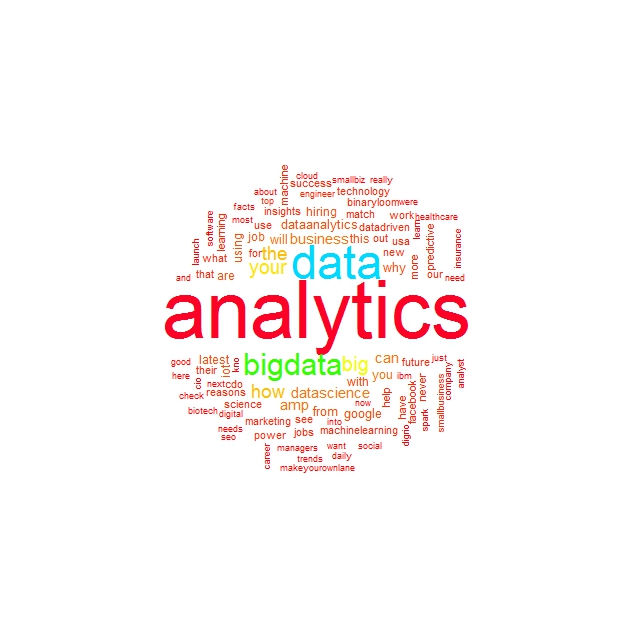 cloud
smallbiz really
machine
success
about engineer technology
top
binaryloom were
facts insights hiring match work healthcare
software
most use dataanalytics datadriven learn
learning
launch
using
job will business this out usa
predictive
insurance
what for the data new
more
your why
and that are our need
analytics
good latest bigdata big can future just
their iot kno you ibm
here
cio
nextcdo with
company
analyst
check reasons how datascience help never
facebook
biotech science amp now have
spark
smallbusiness
digital from into google
needs marketing see
seo power jobs machinelearning digrio
career
managers want social
trends daily
makeyourownlane